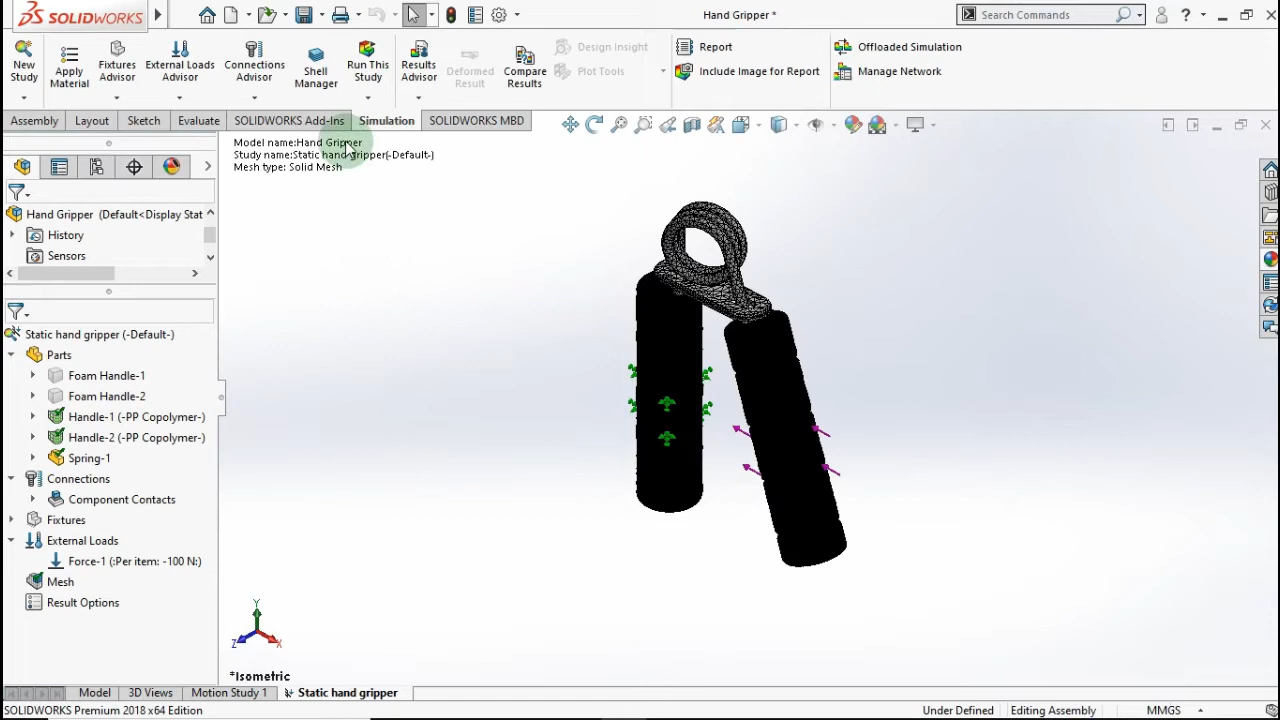 SOLIDWORKS
Hand Gripper *
Search Commands
?
New Study
Apply Material
Fixtures Advisor
External Loads Advisor
Connections Advisor
Shell Manager
Run This Study
Results Advisor
Deformed Result
Compare Results
Design Insight
Plot Tools
Report
Include Image for Report
Offloaded Simulation
Manage Network
Assembly
Layout
Sketch
Evaluate
SOLIDWORKS Add-Ins
Simulation
SOLIDWORKS MBD
Model name:Hand Gripper
Study name:Static hand gripper(-Default-)
Mesh type: Solid Mesh
Hand Gripper (Default<Display Stat
History
Sensors
Static hand gripper (-Default-)
Parts
Foam Handle-1
Foam Handle-2
Handle-1 (-PP Copolymer-)
Handle-2 (-PP Copolymer-)
Spring-1
Connections
Component Contacts
Fixtures
External Loads
Force-1 (:Per item: -100 N:)
Mesh
Result Options
Y
Z
X
*Isometric
Model
3D Views
Motion Study 1
Static hand gripper
SOLIDWORKS Premium 2018 x64 Edition
Under Defined
Editing Assembly
MMGS